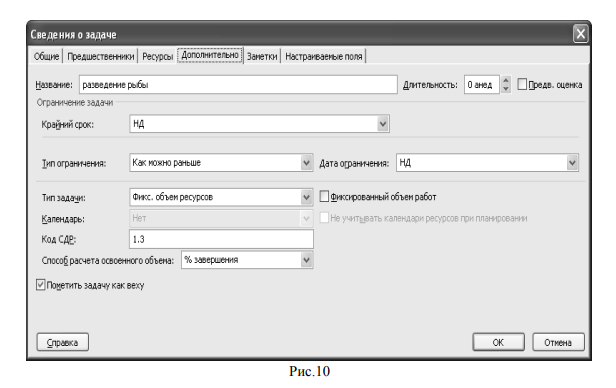 Сведения о задаче
Общие Предшественники Ресурсы Дополнительно Заметки Настраиваемые поля
Название: разведение рыбы Длительность: 0 анед Предв. оценка
Ограничение задачи
Крайний срок: НД
Тип ограничения: Как можно раньше Дата ограничения: НД
Тип задачи: Фикс. объем ресурсов Фиксированный объем работ
Календарь: Нет Не учитывать календари ресурсов при планировании
Код СДР: 1.3
Способ расчета освоенного объема: % завершения
Пометить задачу как веху
Справка ОК Отмена
Рис.10